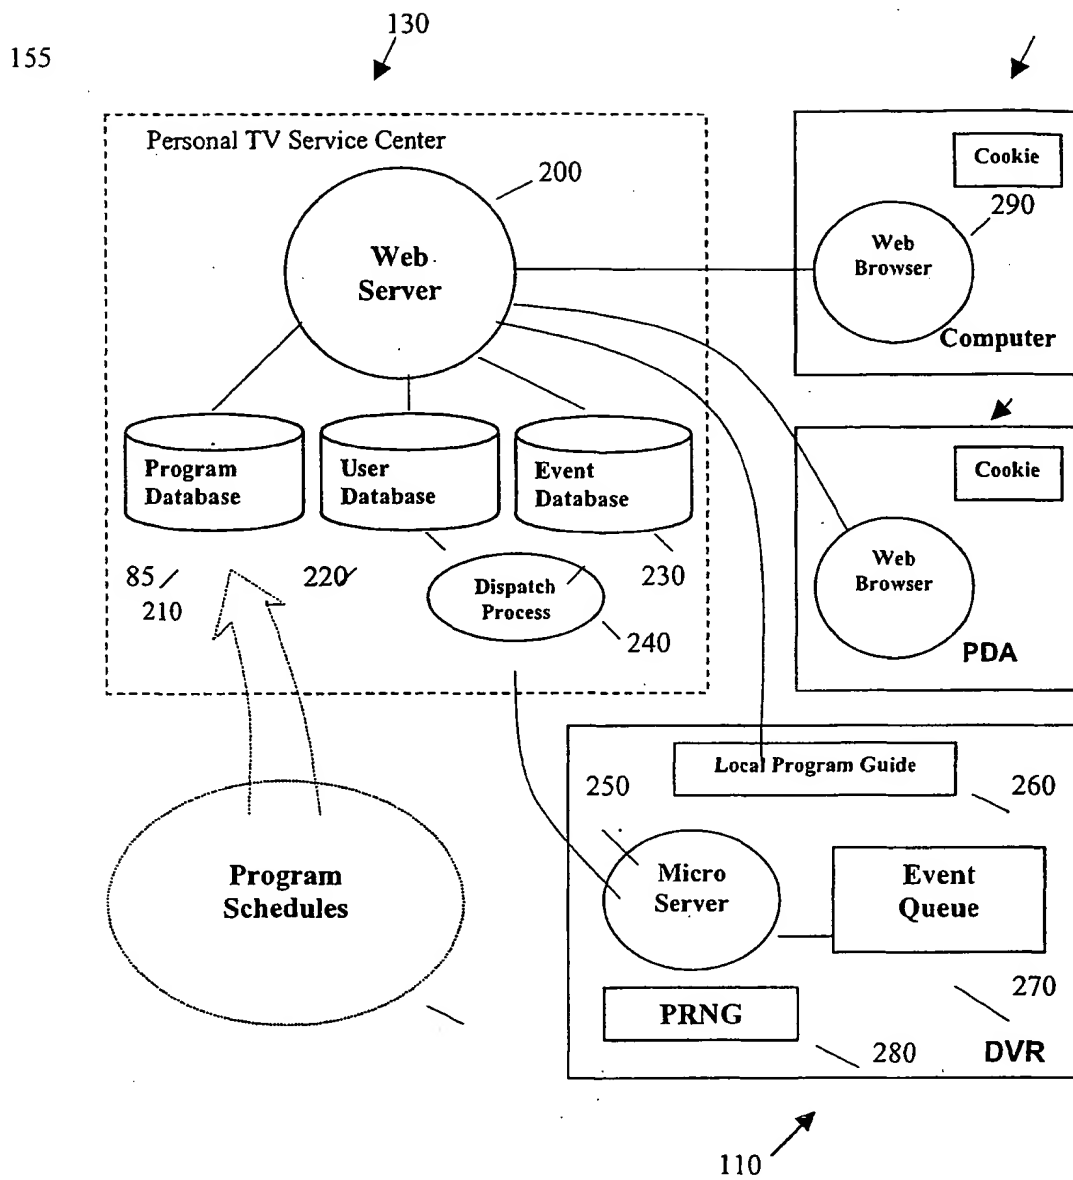 130
155
Personal TV Service Center
200
Web
Server
Cookie
290
Web
Browser
Computer
Program
Database
User
Database
Event
Database
Cookie
85
210
220
Dispatch
Process
230
240
Web
Browser
PDA
Local Program Guide
250
260
Program
Schedules
Micro
Server
Event
Queue
270
PRNG
280
DVR
110